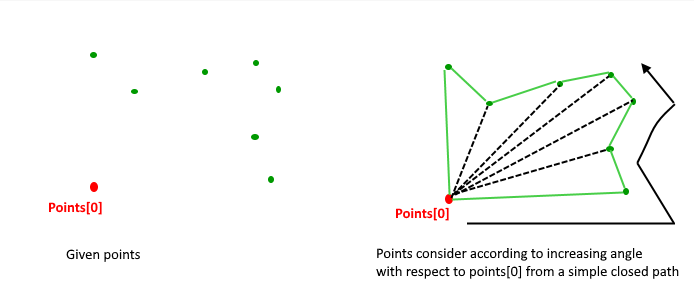 Points[0]
Given points
Points[0]
Points consider according to increasing angle
with respect to points[0] from a simple closed path